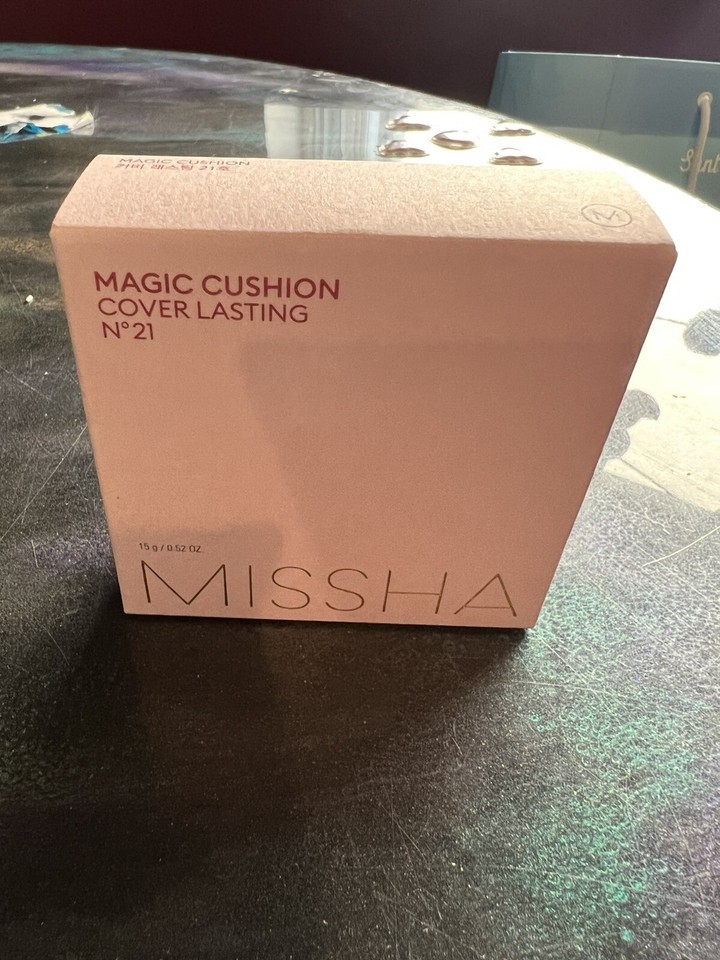 MAGIC CUSHION
커버 래스팅 21호
M
MAGIC CUSHION
COVER LASTING
N°21
15 g / 0.52 OZ
MISSHA